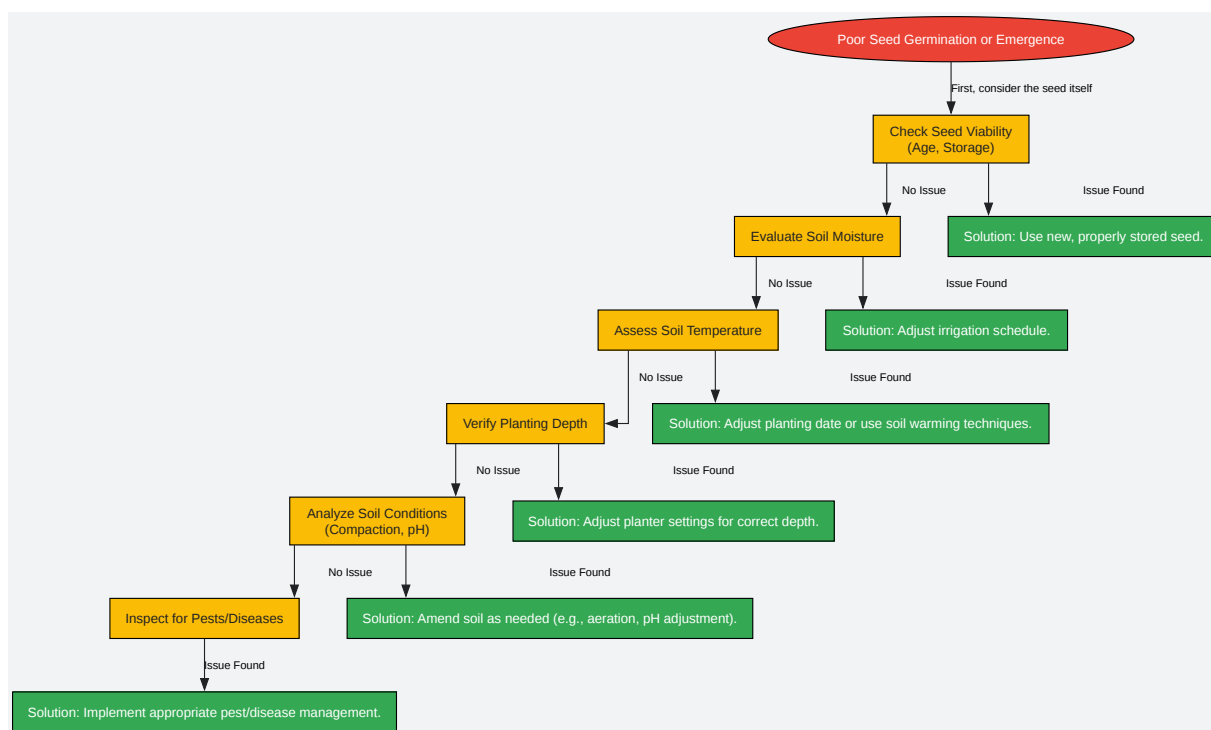 Poor Seed Germination or Emergence
First, consider the seed itself
Check Seed Viability
(Age, Storage)
No Issue
Issue Found
Evaluate Soil Moisture
Solution: Use new, properly stored seed.
No Issue
Issue Found
Assess Soil Temperature
Solution: Adjust irrigation schedule.
No Issue
Issue Found
Verify Planting Depth
Solution: Adjust planting date or use soil warming techniques.
No Issue
Issue Found
Analyze Soil Conditions
(Compaction, pH)
Solution: Adjust planter settings for correct depth.
No Issue
Issue Found
Inspect for Pests/Diseases
Solution: Amend soil as needed (e.g., aeration, pH adjustment).
Issue Found
Solution: Implement appropriate pest/disease management.